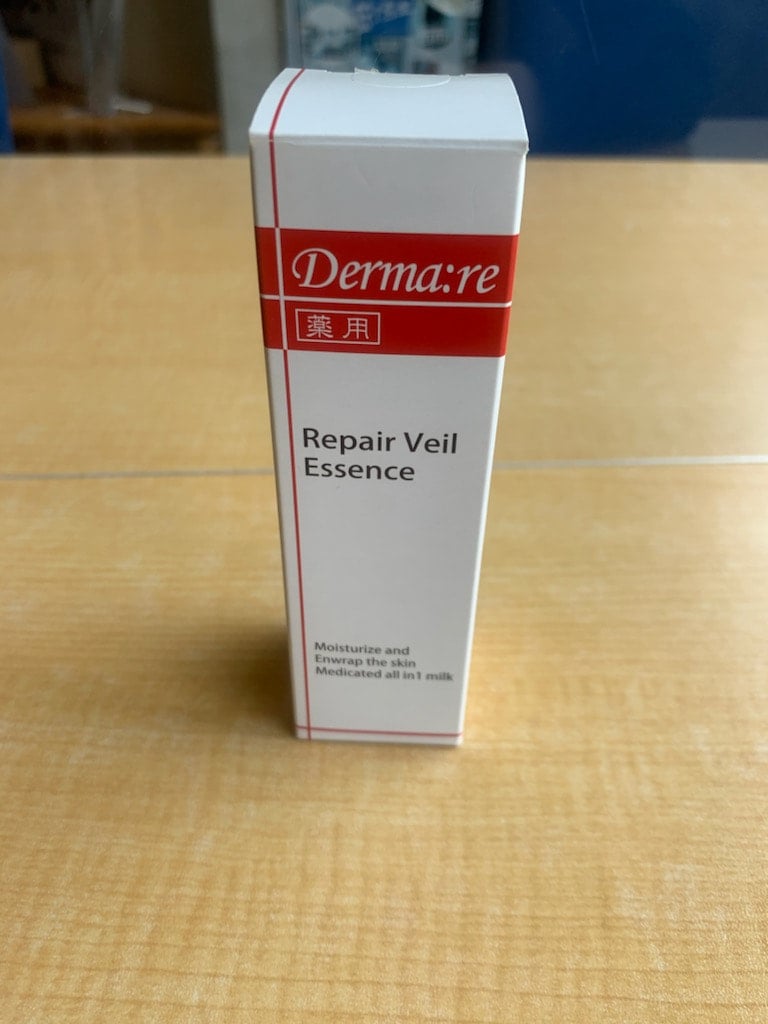 Derma:re
薬用
Repair Veil
Essence
Moisturize and
Enwrap the skin
Medicated all in1 milk